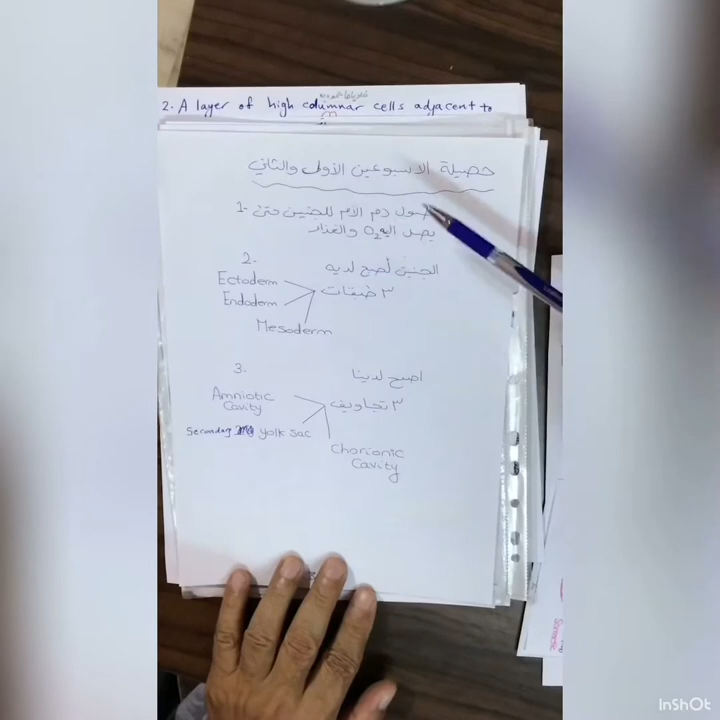 2. A layer of high columnar cells adjacent to
حصيلة الاسبوعين الأول والثاني
1- دم الأم للجنين حتى
يصل اليه O₂ والغذاء
2-
الجنين أصبح لديه
Ectoderm
٣ طبقات
Endoderm
Mesoderm
3-
اصبح لدينا
Amniotic
Cavity
٣ تجاويف
Secondary yolk sac
Chorionic
Cavity
InShOt